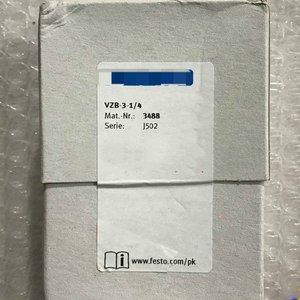 VZB-3-1/4
Mat.-Nr.: 3488
Serie: J502
www.festo.com/pk